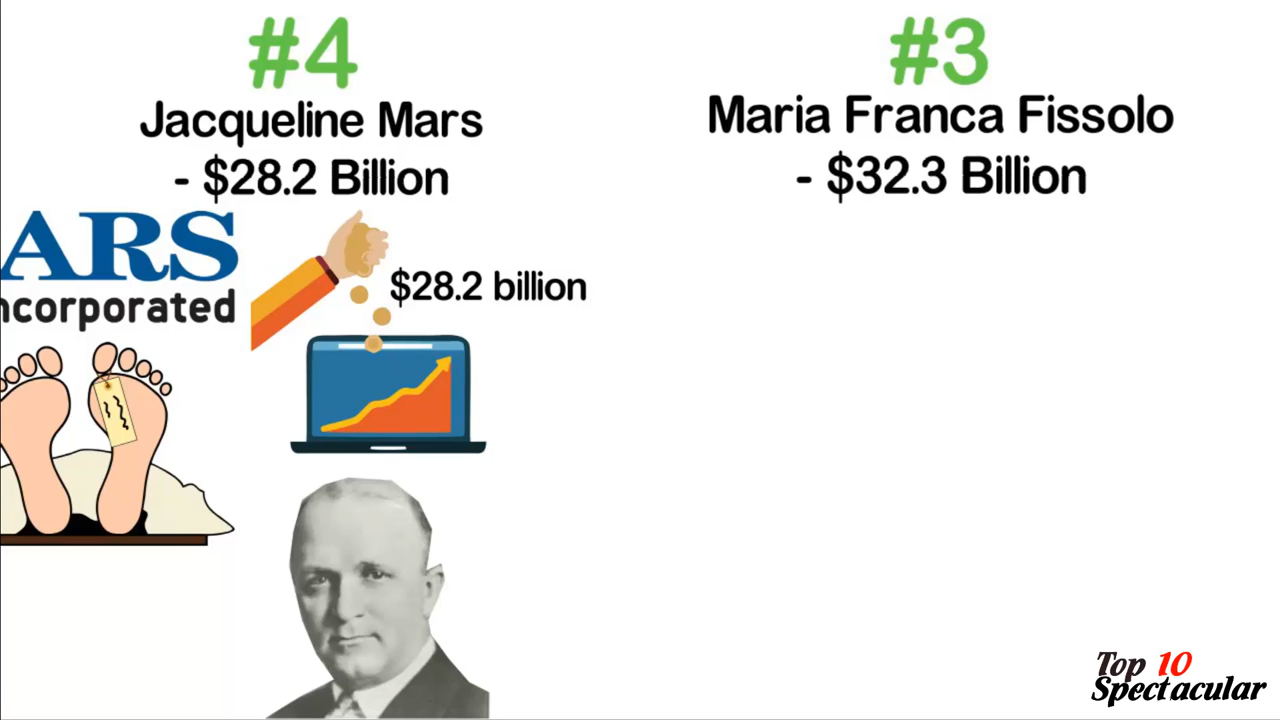 #4
Jacqueline Mars
- $28.2 Billion
ARS
ncorporated
$28.2 billion
#3
Maria Franca Fissolo
- $32.3 Billion
Top 10
Spectacular